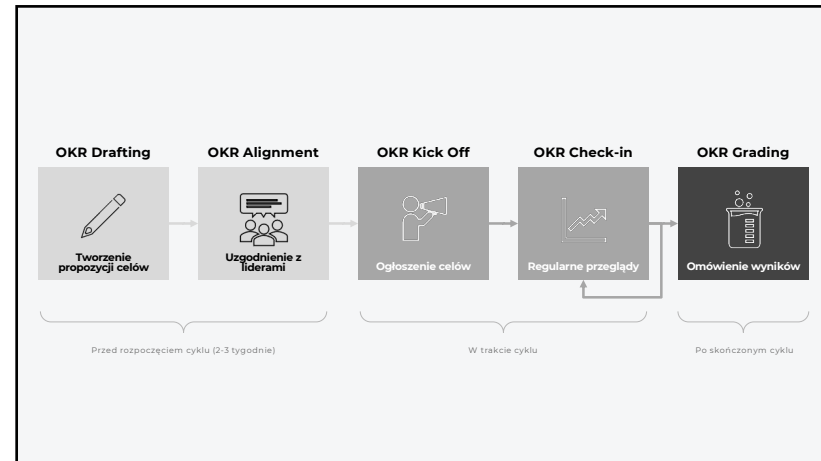 OKR Drafting
OKR Alignment
OKR Kick Off
OKR Check-in
OKR Grading
Tworzenie
propozycji celów
Uzgodnienie z
liderami
Ogłoszenie celów
Regularne przeglądy
Omówienie wyników
Przed rozpoczęciem cyklu (2-3 tygodnie)
W trakcie cyklu
Po skończonym cyklu